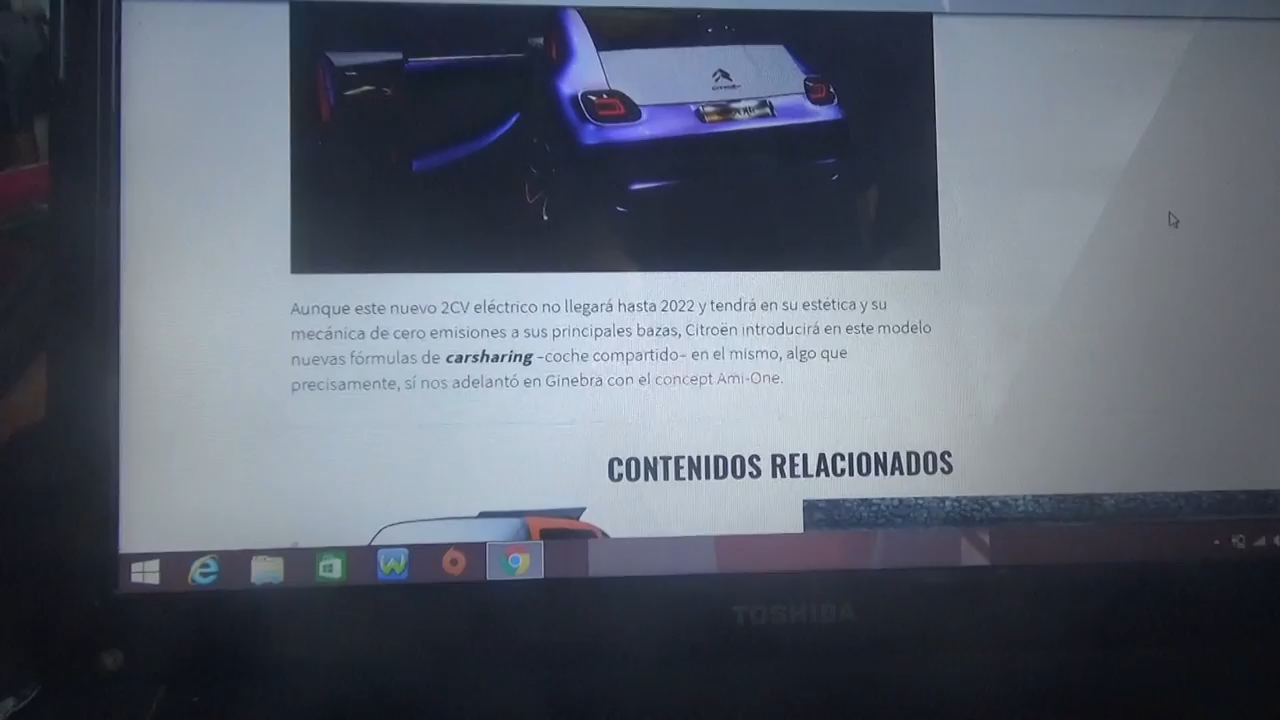 Aunque este nuevo 2CV eléctrico no llegará hasta 2022 y tendrá en su estética y su
mecánica de cero emisiones a sus principales bazas, Citroën introducirá en este modelo
nuevas fórmulas de carsharing –coche compartido– en el mismo, algo que
precisamente, sí nos adelantó en Ginebra con el concept Ami-One.
CONTENIDOS RELACIONADOS
TOSHIBA